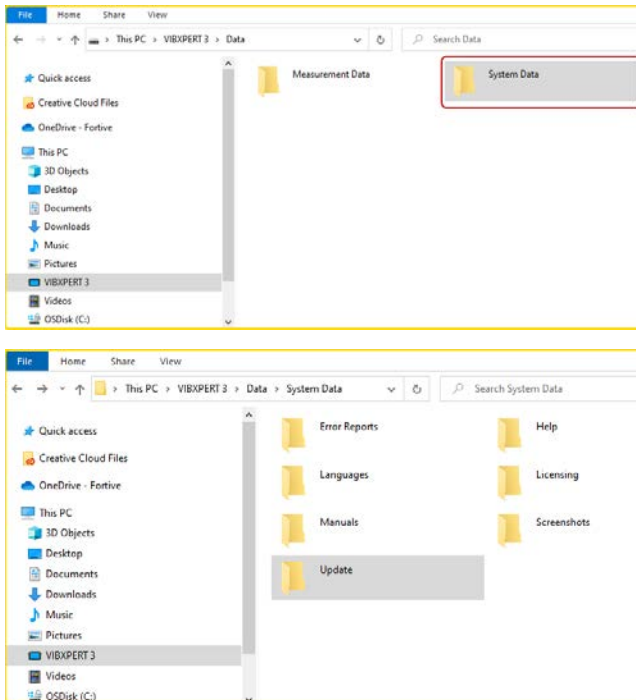 File Home Share View
This PC > VIBXPERT 3 > Data
Search Data
Quick access
Creative Cloud Files
OneDrive - Fortive
This PC
3D Objects
Desktop
Documents
Downloads
Music
Pictures
VIBXPERT 3
Videos
OSDisk (C:)
Measurement Data
System Data
File Home Share View
This PC > VIBXPERT 3 > Data > System Data
Search System Data
Quick access
Creative Cloud Files
OneDrive - Fortive
This PC
3D Objects
Desktop
Documents
Downloads
Music
Pictures
VIBXPERT 3
Videos
OSDisk (C:)
Error Reports
Help
Languages
Licensing
Manuals
Screenshots
Update